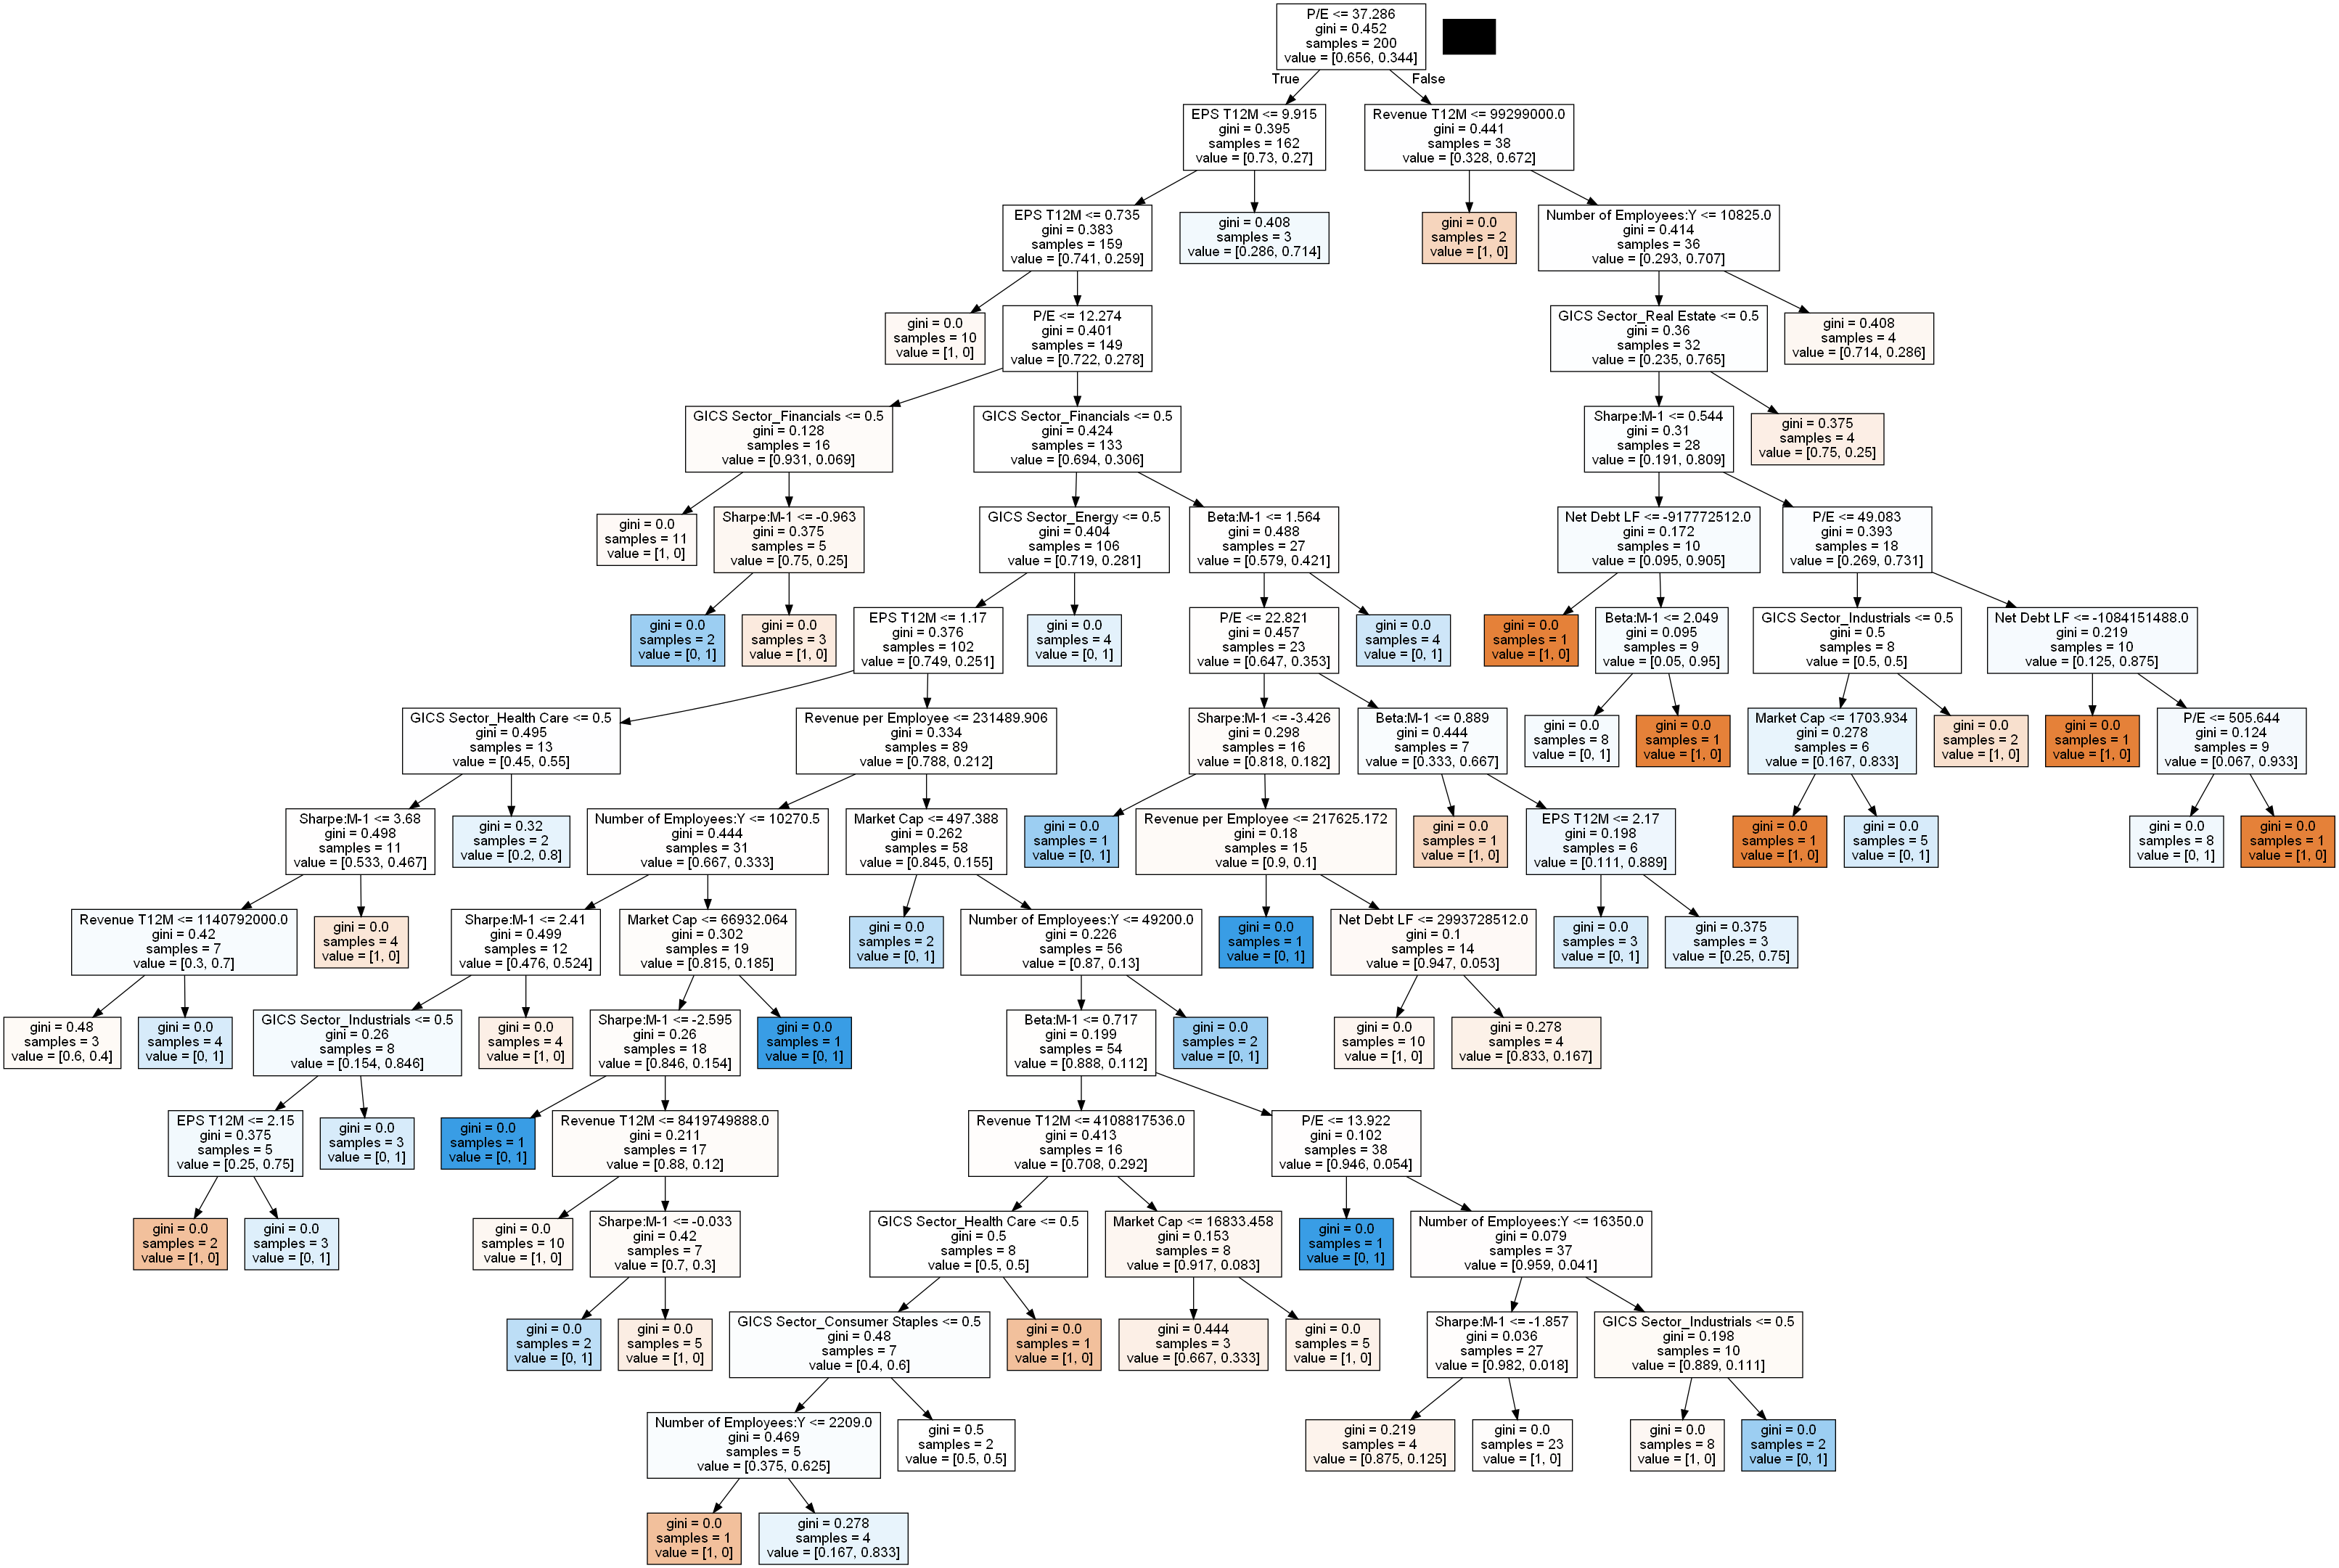 P/E <= 37.286
gini = 0.452
samples = 200
value = [0.656, 0.344]
True
False
EPS T12M <= 9.915
gini = 0.395
samples = 162
value = [0.73, 0.27]
Revenue T12M <= 99299000.0
gini = 0.441
samples = 38
value = [0.328, 0.672]
EPS T12M <= 0.735
gini = 0.383
samples = 159
value = [0.741, 0.259]
gini = 0.408
samples = 3
value = [0.286, 0.714]
gini = 0.0
samples = 2
value = [1, 0]
Number of Employees:Y <= 10825.0
gini = 0.414
samples = 36
value = [0.293, 0.707]
gini = 0.0
samples = 10
value = [1, 0]
P/E <= 12.274
gini = 0.401
samples = 149
value = [0.722, 0.278]
GICS Sector_Real Estate <= 0.5
gini = 0.36
samples = 32
value = [0.235, 0.765]
gini = 0.408
samples = 4
value = [0.714, 0.286]
GICS Sector_Financials <= 0.5
gini = 0.128
samples = 16
value = [0.931, 0.069]
GICS Sector_Financials <= 0.5
gini = 0.424
samples = 133
value = [0.694, 0.306]
Sharpe:M-1 <= 0.544
gini = 0.31
samples = 28
value = [0.191, 0.809]
gini = 0.375
samples = 4
value = [0.75, 0.25]
gini = 0.0
samples = 11
value = [1, 0]
Sharpe:M-1 <= -0.963
gini = 0.375
samples = 5
value = [0.75, 0.25]
GICS Sector_Energy <= 0.5
gini = 0.404
samples = 106
value = [0.719, 0.281]
Beta:M-1 <= 1.564
gini = 0.488
samples = 27
value = [0.579, 0.421]
Net Debt LF <= -917772512.0
gini = 0.172
samples = 10
value = [0.095, 0.905]
P/E <= 49.083
gini = 0.393
samples = 18
value = [0.269, 0.731]
gini = 0.0
samples = 2
value = [0, 1]
gini = 0.0
samples = 3
value = [1, 0]
EPS T12M <= 1.17
gini = 0.376
samples = 102
value = [0.749, 0.251]
gini = 0.0
samples = 4
value = [0, 1]
P/E <= 22.821
gini = 0.457
samples = 23
value = [0.647, 0.353]
gini = 0.0
samples = 4
value = [0, 1]
gini = 0.0
samples = 1
value = [1, 0]
Beta:M-1 <= 2.049
gini = 0.095
samples = 9
value = [0.05, 0.95]
GICS Sector_Industrials <= 0.5
gini = 0.5
samples = 8
value = [0.5, 0.5]
Net Debt LF <= -1084151488.0
gini = 0.219
samples = 10
value = [0.125, 0.875]
GICS Sector_Health Care <= 0.5
gini = 0.495
samples = 13
value = [0.45, 0.55]
Revenue per Employee <= 231489.906
gini = 0.334
samples = 89
value = [0.788, 0.212]
Sharpe:M-1 <= -3.426
gini = 0.298
samples = 16
value = [0.818, 0.182]
Beta:M-1 <= 0.889
gini = 0.444
samples = 7
value = [0.333, 0.667]
gini = 0.0
samples = 8
value = [0, 1]
gini = 0.0
samples = 1
value = [1, 0]
Market Cap <= 1703.934
gini = 0.278
samples = 6
value = [0.167, 0.833]
gini = 0.0
samples = 2
value = [1, 0]
gini = 0.0
samples = 1
value = [1, 0]
P/E <= 505.644
gini = 0.124
samples = 9
value = [0.067, 0.933]
Sharpe:M-1 <= 3.68
gini = 0.498
samples = 11
value = [0.533, 0.467]
gini = 0.32
samples = 2
value = [0.2, 0.8]
Number of Employees:Y <= 10270.5
gini = 0.444
samples = 31
value = [0.667, 0.333]
Market Cap <= 497.388
gini = 0.262
samples = 58
value = [0.845, 0.155]
gini = 0.0
samples = 1
value = [0, 1]
Revenue per Employee <= 217625.172
gini = 0.18
samples = 15
value = [0.9, 0.1]
gini = 0.0
samples = 1
value = [1, 0]
EPS T12M <= 2.17
gini = 0.198
samples = 6
value = [0.111, 0.889]
gini = 0.0
samples = 1
value = [1, 0]
gini = 0.0
samples = 5
value = [0, 1]
gini = 0.0
samples = 8
value = [0, 1]
gini = 0.0
samples = 1
value = [1, 0]
Revenue T12M <= 1140792000.0
gini = 0.42
samples = 7
value = [0.3, 0.7]
gini = 0.0
samples = 4
value = [1, 0]
Sharpe:M-1 <= 2.41
gini = 0.499
samples = 12
value = [0.476, 0.524]
Market Cap <= 66932.064
gini = 0.302
samples = 19
value = [0.815, 0.185]
gini = 0.0
samples = 2
value = [0, 1]
Number of Employees:Y <= 49200.0
gini = 0.226
samples = 56
value = [0.87, 0.13]
gini = 0.0
samples = 1
value = [0, 1]
Net Debt LF <= 2993728512.0
gini = 0.1
samples = 14
value = [0.947, 0.053]
gini = 0.0
samples = 3
value = [0, 1]
gini = 0.375
samples = 3
value = [0.25, 0.75]
gini = 0.48
samples = 3
value = [0.6, 0.4]
gini = 0.0
samples = 4
value = [0, 1]
GICS Sector_Industrials <= 0.5
gini = 0.26
samples = 8
value = [0.154, 0.846]
gini = 0.0
samples = 4
value = [1, 0]
Sharpe:M-1 <= -2.595
gini = 0.26
samples = 18
value = [0.846, 0.154]
gini = 0.0
samples = 1
value = [0, 1]
Beta:M-1 <= 0.717
gini = 0.199
samples = 54
value = [0.888, 0.112]
gini = 0.0
samples = 2
value = [0, 1]
gini = 0.0
samples = 10
value = [1, 0]
gini = 0.278
samples = 4
value = [0.833, 0.167]
EPS T12M <= 2.15
gini = 0.375
samples = 5
value = [0.25, 0.75]
gini = 0.0
samples = 3
value = [0, 1]
gini = 0.0
samples = 1
value = [0, 1]
Revenue T12M <= 8419749888.0
gini = 0.211
samples = 17
value = [0.88, 0.12]
Revenue T12M <= 4108817536.0
gini = 0.413
samples = 16
value = [0.708, 0.292]
P/E <= 13.922
gini = 0.102
samples = 38
value = [0.946, 0.054]
gini = 0.0
samples = 2
value = [1, 0]
gini = 0.0
samples = 3
value = [0, 1]
gini = 0.0
samples = 10
value = [1, 0]
Sharpe:M-1 <= -0.033
gini = 0.42
samples = 7
value = [0.7, 0.3]
GICS Sector_Health Care <= 0.5
gini = 0.5
samples = 8
value = [0.5, 0.5]
Market Cap <= 16833.458
gini = 0.153
samples = 8
value = [0.917, 0.083]
gini = 0.0
samples = 1
value = [0, 1]
Number of Employees:Y <= 16350.0
gini = 0.079
samples = 37
value = [0.959, 0.041]
gini = 0.0
samples = 2
value = [0, 1]
gini = 0.0
samples = 5
value = [1, 0]
GICS Sector_Consumer Staples <= 0.5
gini = 0.48
samples = 7
value = [0.4, 0.6]
gini = 0.0
samples = 1
value = [1, 0]
gini = 0.444
samples = 3
value = [0.667, 0.333]
gini = 0.0
samples = 5
value = [1, 0]
Sharpe:M-1 <= -1.857
gini = 0.036
samples = 27
value = [0.982, 0.018]
GICS Sector_Industrials <= 0.5
gini = 0.198
samples = 10
value = [0.889, 0.111]
Number of Employees:Y <= 2209.0
gini = 0.469
samples = 5
value = [0.375, 0.625]
gini = 0.5
samples = 2
value = [0.5, 0.5]
gini = 0.219
samples = 4
value = [0.875, 0.125]
gini = 0.0
samples = 23
value = [1, 0]
gini = 0.0
samples = 8
value = [1, 0]
gini = 0.0
samples = 2
value = [0, 1]
gini = 0.0
samples = 1
value = [1, 0]
gini = 0.278
samples = 4
value = [0.167, 0.833]